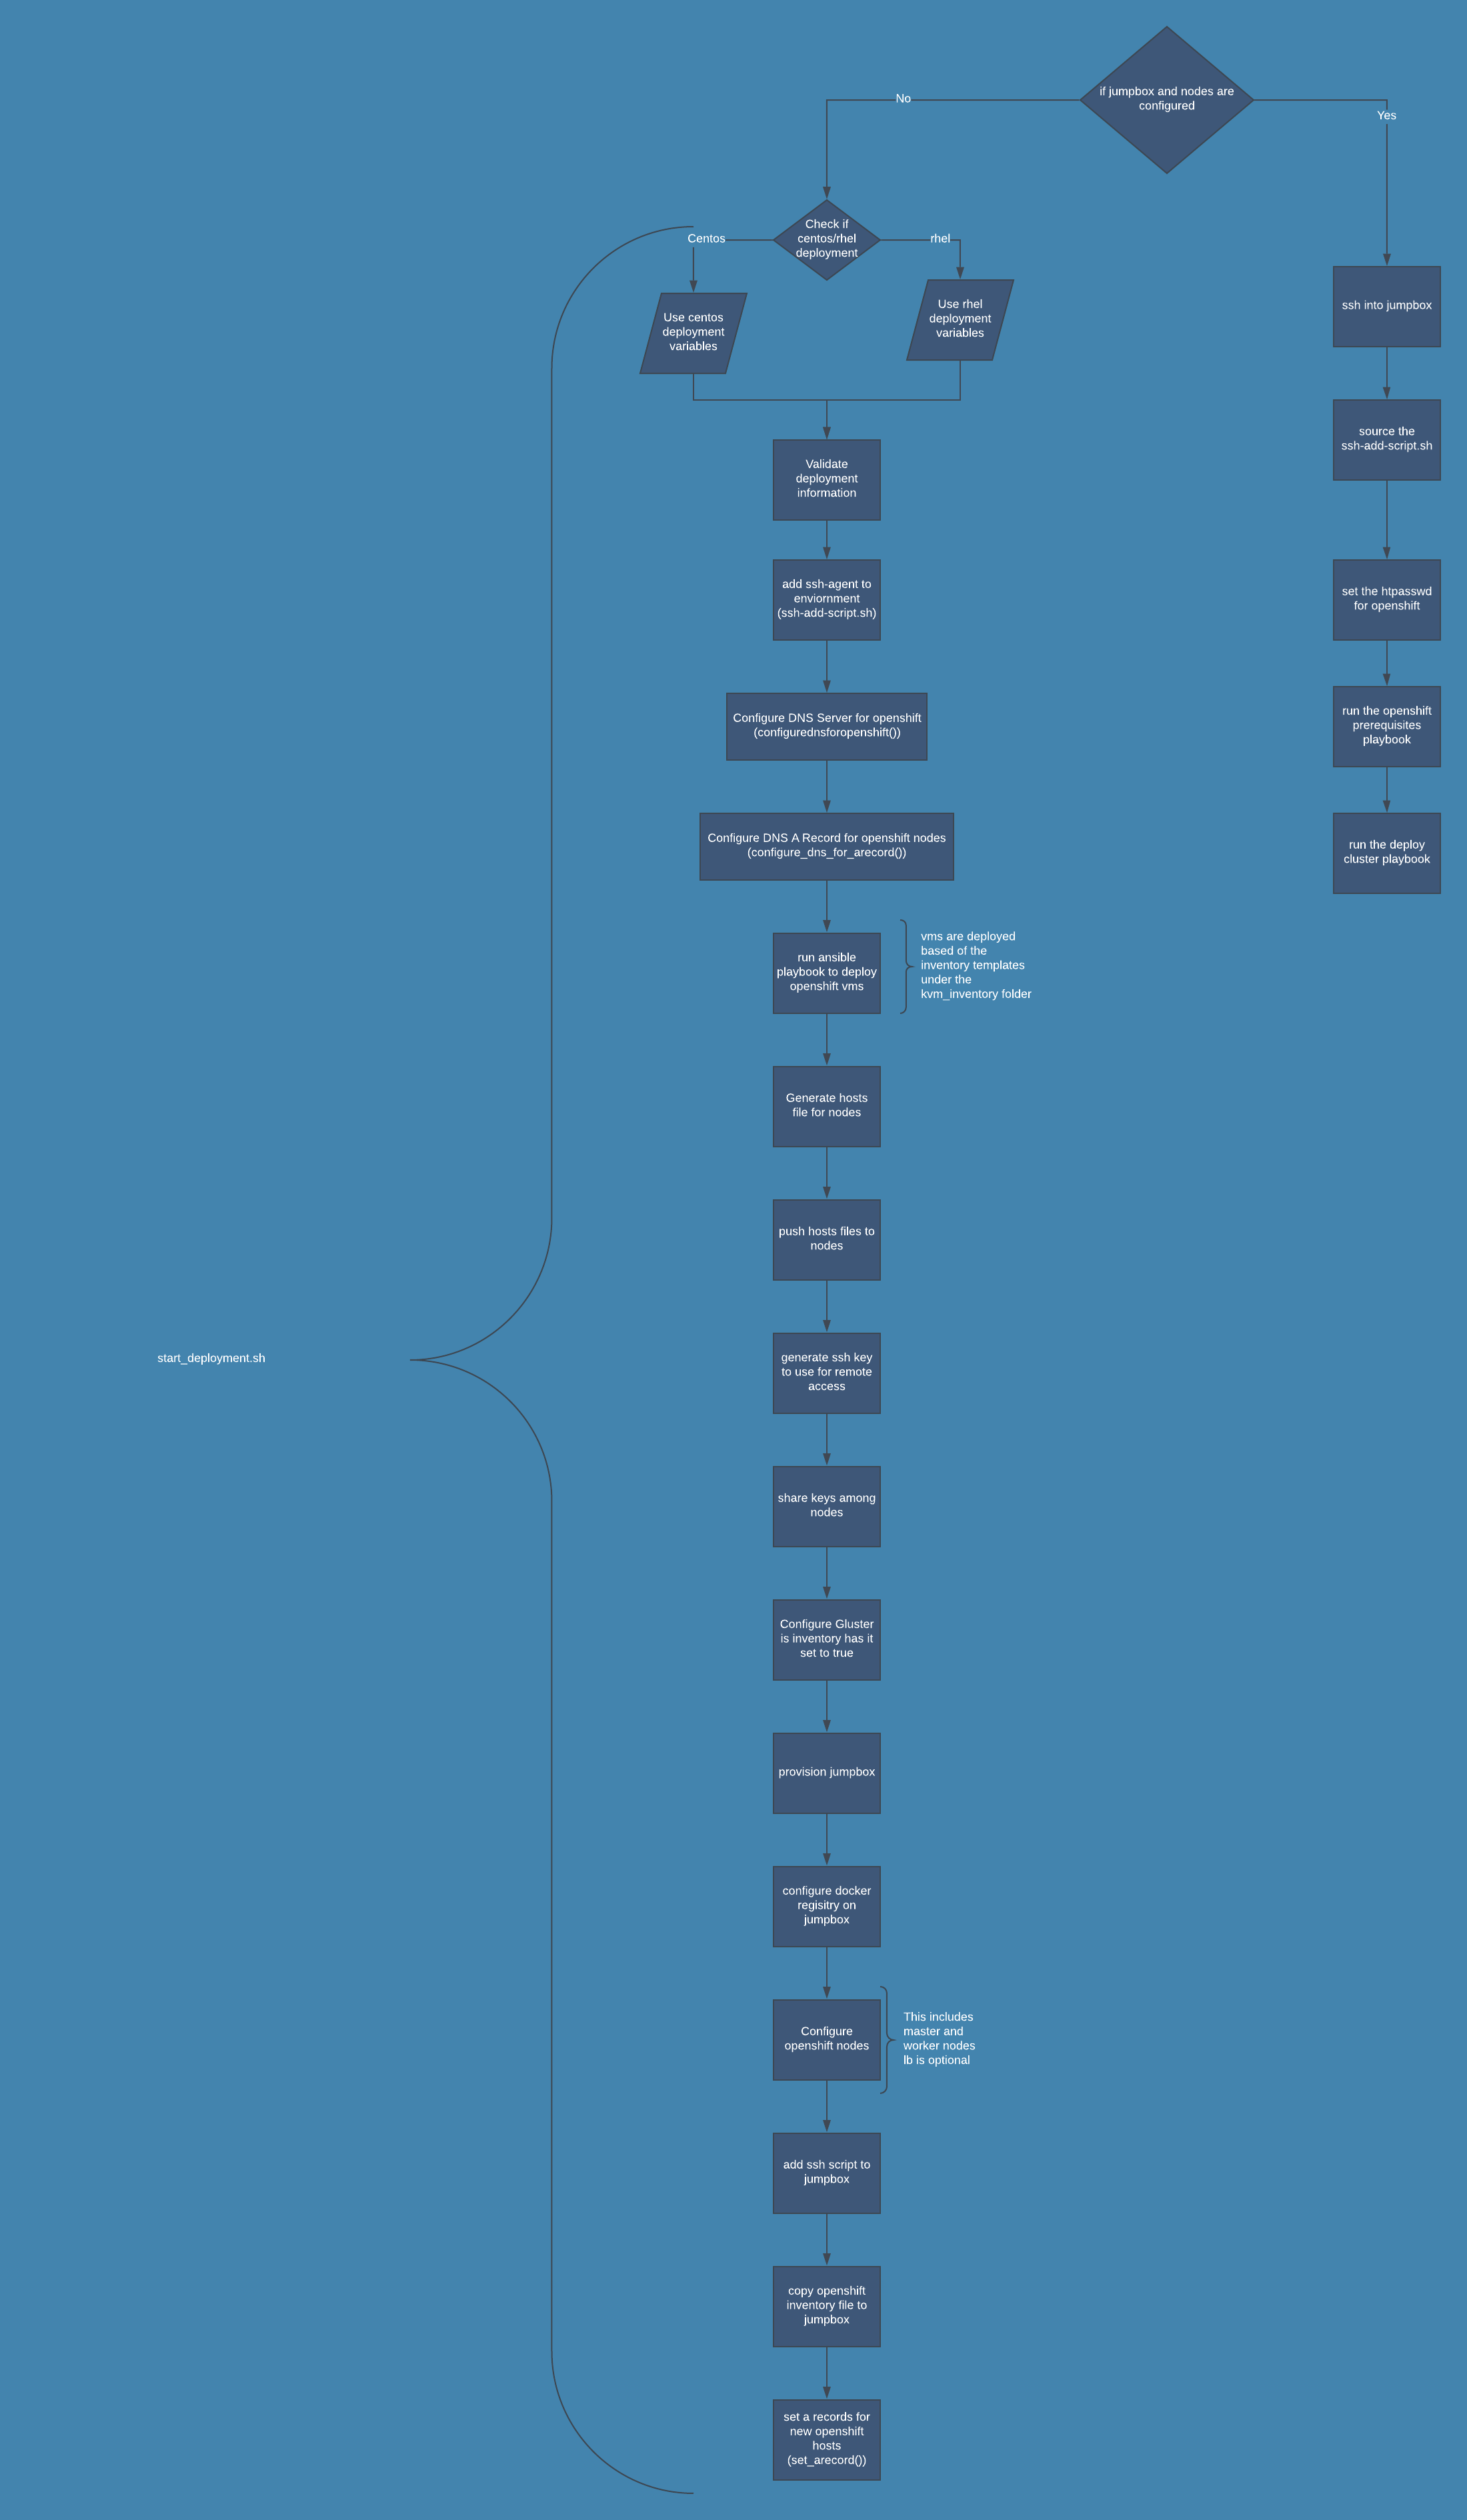 if jumpbox and nodes are
configured
No
Yes
Check if
centos/rhel
deployment
Centos
rhel
Use centos
deployment
variables
Use rhel
deployment
variables
Validate
deployment
information
add ssh-agent to
enviornment
(ssh-add-script.sh)
Configure DNS Server for openshift
(configurednsforopenshift())
Configure DNS A Record for openshift nodes
(configure_dns_for_arecord())
run ansible
playbook to deploy
openshift vms
vms are deployed
based of the
inventory templates
under the
kvm_inventory folder
Generate hosts
file for nodes
push hosts files to
nodes
generate ssh key
to use for remote
access
start_deployment.sh
share keys among
nodes
Configure Gluster
is inventory has it
set to true
provision jumpbox
configure docker
regisitry on
jumpbox
Configure
openshift nodes
This includes
master and
worker nodes
lb is optional
add ssh script to
jumpbox
copy openshift
inventory file to
jumpbox
set a records for
new openshift
hosts
(set_arecord())
ssh into jumpbox
source the
ssh-add-script.sh
set the htpasswd
for openshift
run the openshift
prerequisites
playbook
run the deploy
cluster playbook